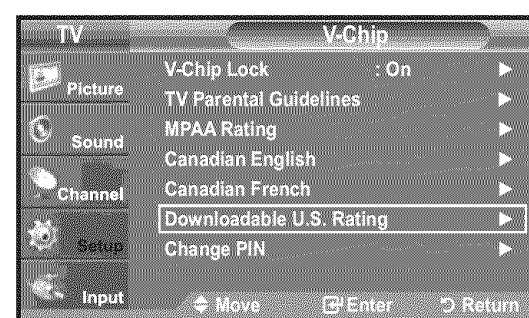 TV
V-Chip
Picture
Sound
Channel
Setup
Input
V-Chip Lock : On
TV Parental Guidelines
MPAA Rating
Canadian English
Canadian French
Downloadable U.S. Rating
Change PIN
Move Enter Return